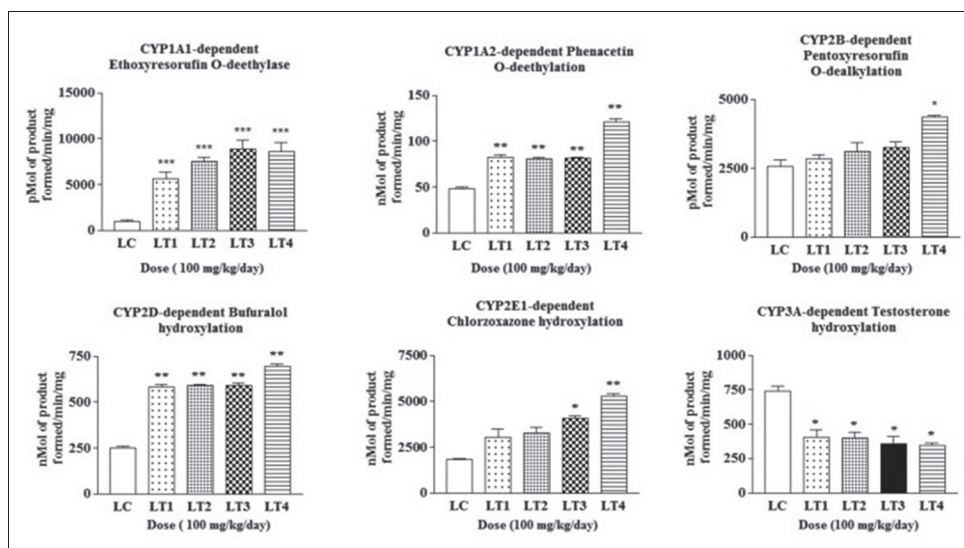 CYP1A1-dependent
Ethoxyresorufin O-deethylase
pMol of product
formed/min/mg
15000
10000
5000
0
***
***
***
***
LC LT1 LT2 LT3 LT4
Dose ( 100 mg/kg/day)
CYP1A2-dependent Phenacetin
O-deethylation
nMol of product
formed/min/mg
150
100
50
0
**
**
**
**
LC LT1 LT2 LT3 LT4
Dose (100 mg/kg/day)
CYP2B-dependent
Pentoxyresorufin
O-dealkylation
pMol of product
formed/min/mg
5000
2500
0
*
LC LT1 LT2 LT3 LT4
Dose (100 mg/kg/day)
CYP2D-dependent Bufuralol
hydroxylation
nMol of product
formed/min/mg
750
500
250
0
**
**
**
**
LC LT1 LT2 LT3 LT4
Dose ( 100 mg/kg/day)
CYP2E1-dependent
Chlorzoxazone hydroxylation
nMol of product
formed/min/mg
7500
5000
2500
0
*
**
LC LT1 LT2 LT3 LT4
Dose (100 mg/kg/day)
CYP3A-dependent Testosterone
hydroxylation
nMol of product
formed/min/mg
1000
750
500
250
0
*
*
*
*
LC LT1 LT2 LT3 LT4
Dose (100 mg/kg/day)